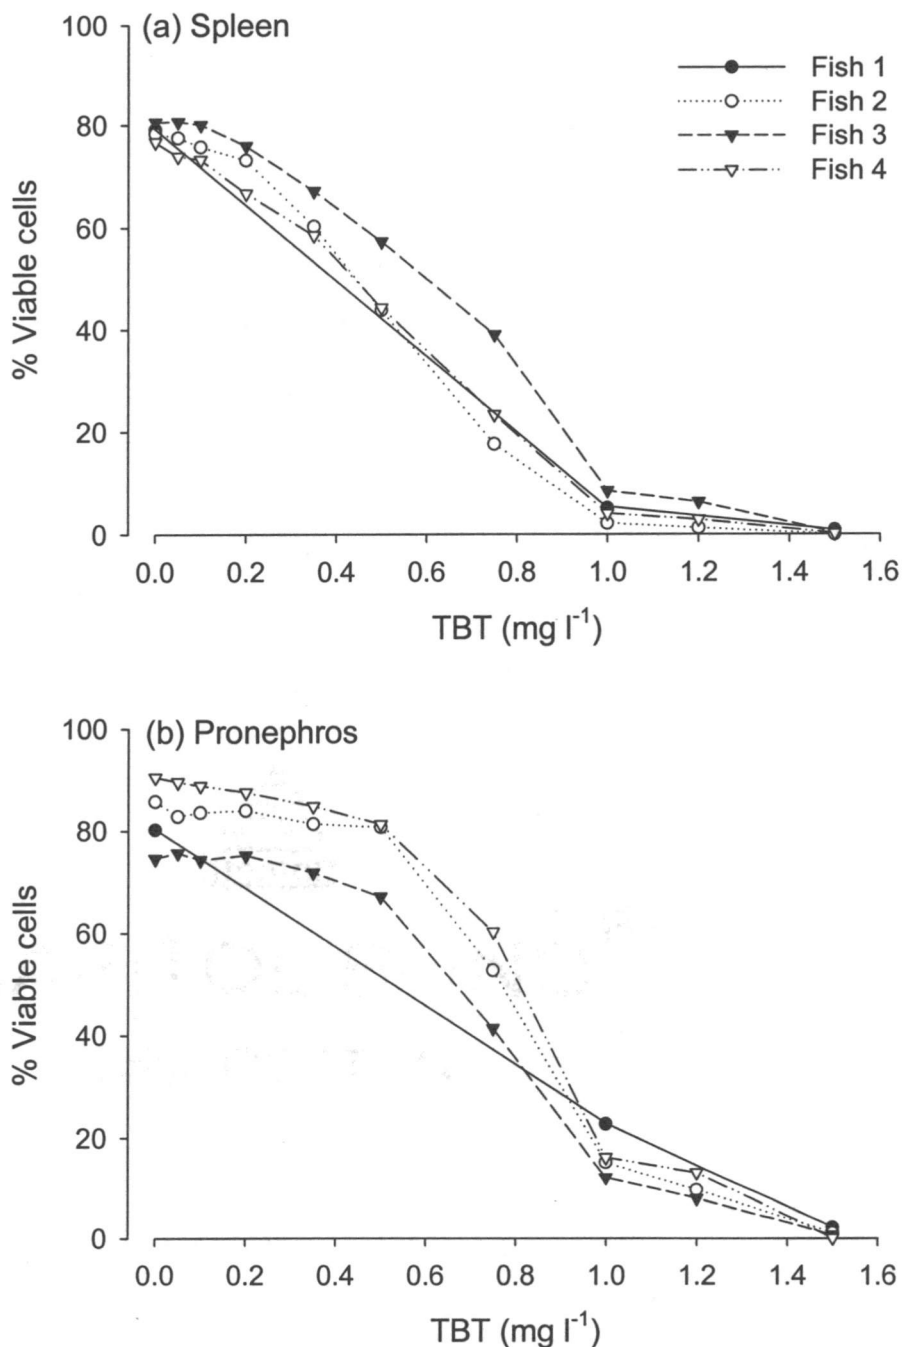 (a) Spleen
Fish 1
Fish 2
Fish 3
Fish 4
100
80
60
40
20
0
% Viable cells
0.0 0.2 0.4 0.6 0.8 1.0 1.2 1.4 1.6
TBT (mg l⁻¹)
(b) Pronephros
100
80
60
40
20
0
% Viable cells
0.0 0.2 0.4 0.6 0.8 1.0 1.2 1.4 1.6
TBT (mg l⁻¹)